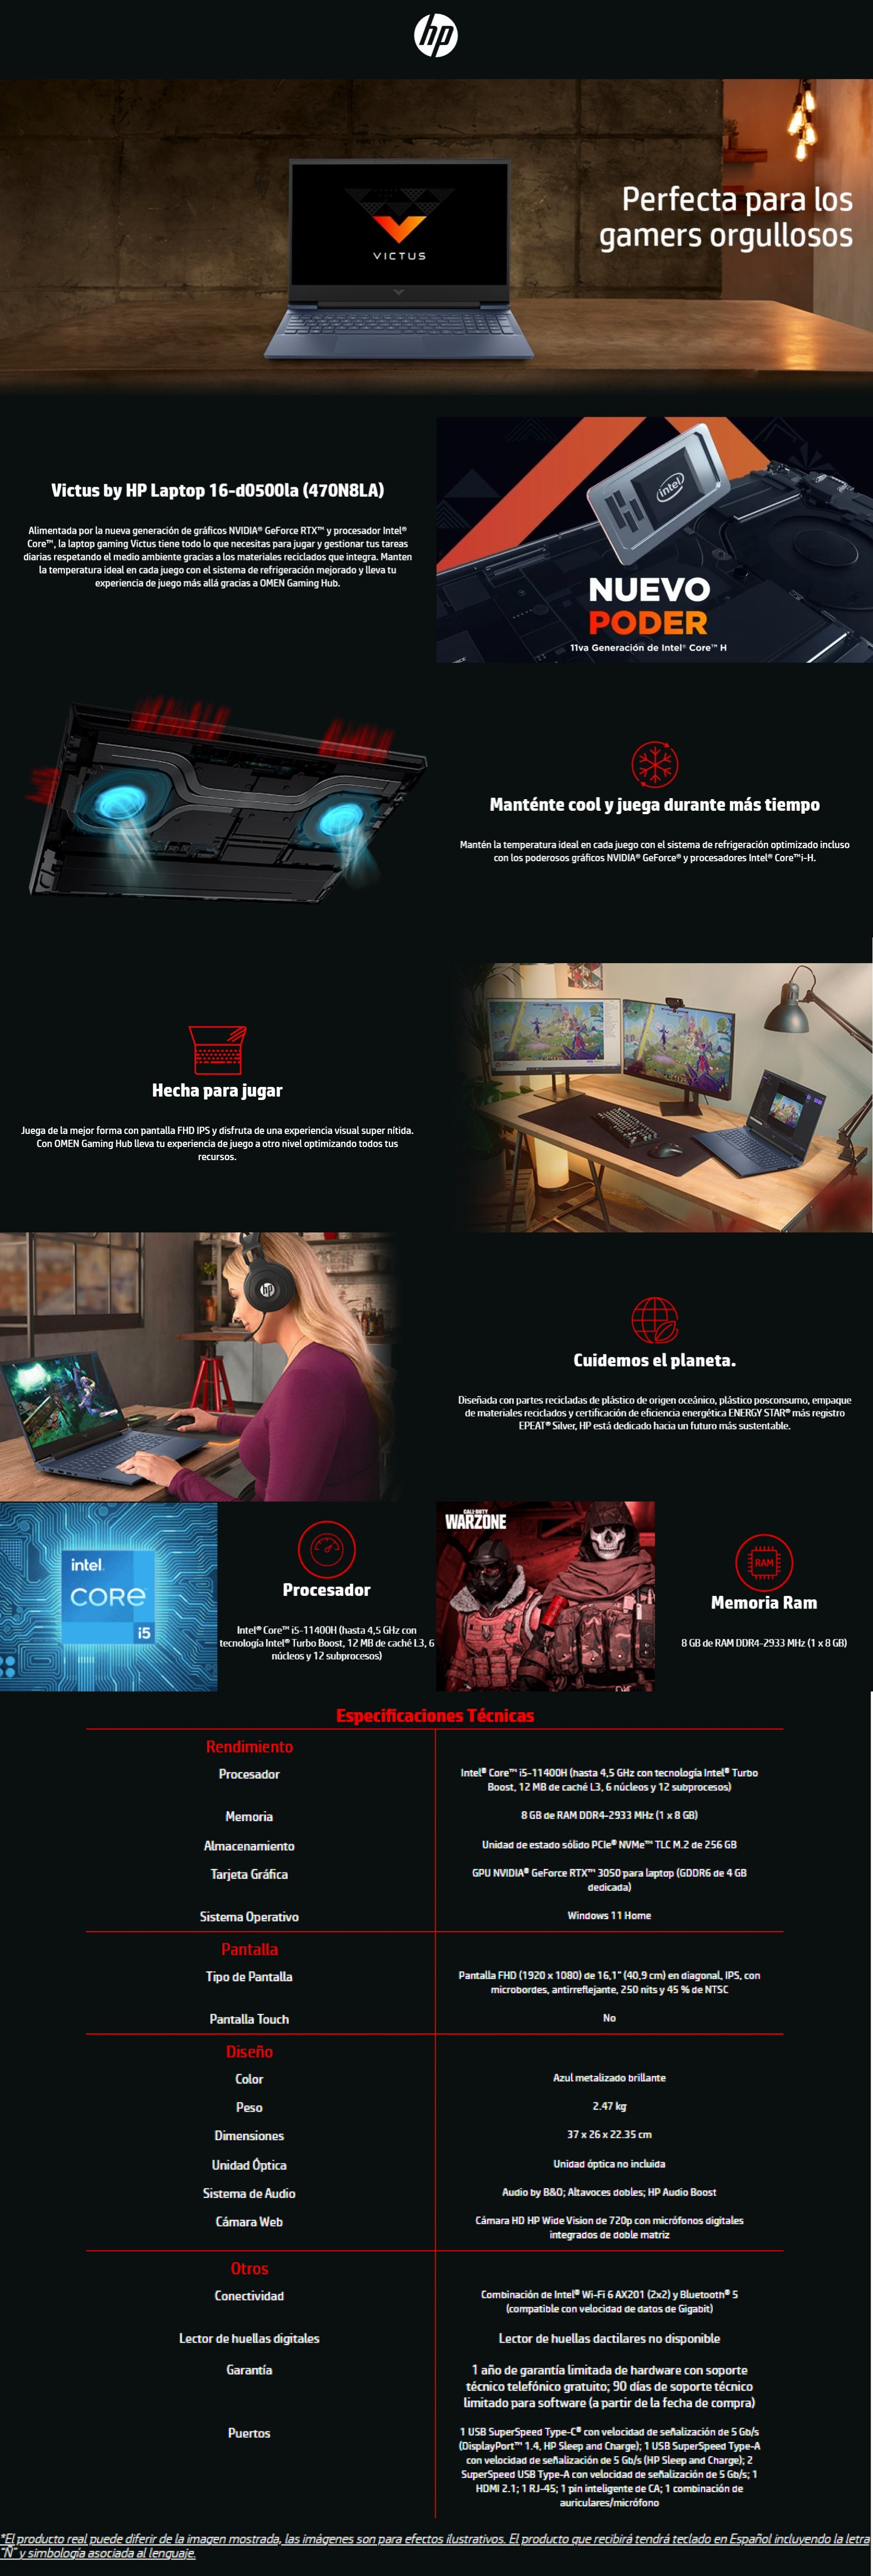 hp
Perfecta para los
gamers orgullosos
VICTUS
Victus by HP Laptop 16-d0500la (470N8LA)
Alimentada por la nueva generación de gráficos NVIDIA® GeForce RTX™ y procesador Intel®
Core™, la laptop gaming Victus tiene todo lo que necesitas para jugar y gestionar tus tareas
diarias respetando el medio ambiente gracias a los materiales reciclados que integra. Manten
la temperatura ideal en cada juego con el sistema de refrigeración mejorado y lleva tu
experiencia de juego más allá gracias a OMEN Gaming Hub.
intel
NUEVO
PODER
11va Generación de Intel® Core™ H
Manténte cool y juega durante más tiempo
Mantén la temperatura ideal en cada juego con el sistema de refrigeración optimizado incluso
con los poderosos gráficos NVIDIA® GeForce® y procesadores Intel® Core™i-H.
Hecha para jugar
Juega de la mejor forma con pantalla FHD IPS y disfruta de una experiencia visual super nítida.
Con OMEN Gaming Hub lleva tu experiencia de juego a otro nivel optimizando todos tus
recursos.
hp
Cuidemos el planeta.
Diseñada con partes recicladas de plástico de origen oceánico, plástico posconsumo, empaque
de materiales reciclados y certificación de eficiencia energética ENERGY STAR® más registro
EPEAT® Silver, HP está dedicado hacia un futuro más sustentable.
intel.
CORE™
i5
Procesador
Intel® Core™ i5-11400H (hasta 4,5 GHz con
tecnología Intel® Turbo Boost, 12 MB de caché L3, 6
núcleos y 12 subprocesos)
CALL OF DUTY
WARZONE
RAM
Memoria Ram
8 GB de RAM DDR4-2933 MHz (1 x 8 GB)
Especificaciones Técnicas
Rendimiento
Procesador
Intel® Core™ i5-11400H (hasta 4,5 GHz con tecnología Intel® Turbo
Boost, 12 MB de caché L3, 6 núcleos y 12 subprocesos)
Memoria
8 GB de RAM DDR4-2933 MHz (1 x 8 GB)
Almacenamiento
Unidad de estado sólido PCIe® NVMe™ TLC M.2 de 256 GB
Tarjeta Gráfica
GPU NVIDIA® GeForce RTX™ 3050 para laptop (GDDR6 de 4 GB
dedicada)
Sistema Operativo
Windows 11 Home
Pantalla
Tipo de Pantalla
Pantalla FHD (1920 x 1080) de 16,1" (40,9 cm) en diagonal, IPS, con
microbordes, antirreflejante, 250 nits y 45 % de NTSC
Pantalla Touch
No
Diseño
Color
Azul metalizado brillante
Peso
2.47 kg
Dimensiones
37 x 26 x 22.35 cm
Unidad Óptica
Unidad óptica no incluida
Sistema de Audio
Audio by B&O; Altavoces dobles; HP Audio Boost
Cámara Web
Cámara HD HP Wide Vision de 720p con micrófonos digitales
integrados de doble matriz
Otros
Conectividad
Combinación de Intel® Wi-Fi 6 AX201 (2x2) y Bluetooth® 5
(compatible con velocidad de datos de Gigabit)
Lector de huellas digitales
Lector de huellas dactilares no disponible
Garantía
1 año de garantía limitada de hardware con soporte
técnico telefónico gratuito; 90 días de soporte técnico
limitado para software (a partir de la fecha de compra)
Puertos
1 USB SuperSpeed Type-C® con velocidad de señalización de 5 Gb/s
(DisplayPort™ 1.4, HP Sleep and Charge); 1 USB SuperSpeed Type-A
con velocidad de señalización de 5 Gb/s (HP Sleep and Charge); 2
SuperSpeed USB Type-A con velocidad de señalización de 5 Gb/s; 1
HDMI 2.1; 1 RJ-45; 1 pin inteligente de CA; 1 combinación de
auriculares/micrófono
*El producto real puede diferir de la imagen mostrada, las imágenes son para efectos ilustrativos. El producto que recibirá tendrá teclado en Español incluyendo la letra
"Ñ" y simbología asociada al lenguaje.